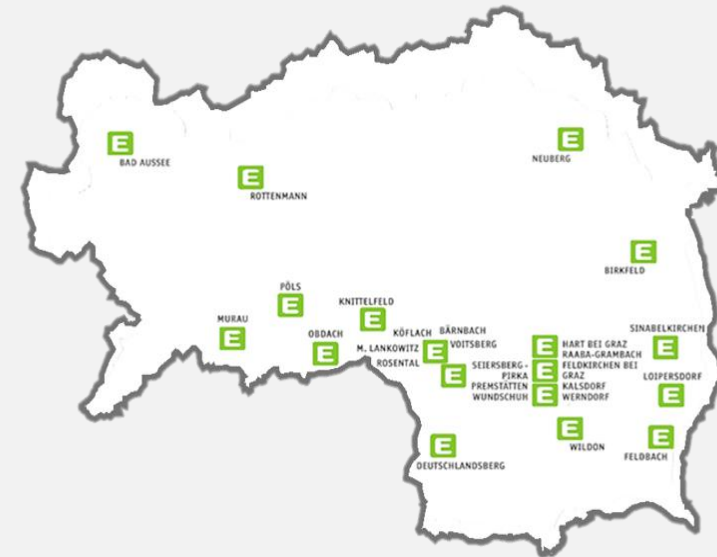 E
BAD AUSSEE
E
ROTTENMANN
E
NEUBERG
E
BIRKFELD
PÖLS
E
MURAU
E
KNITTELFELD
E
OBDACH
E
KÖFLACH
BÄRNBACH
VOITSBERG
M. LANKOWITZ
ROSENTAL
E
E
SEIERSBERG-
PIRKA
PREMSTÄTTEN
WUNDSCHUH
E
E
E
HART BEI GRAZ
RAABA-GRAMBACH
FELDKIRCHEN BEI
GRAZ
KALSDORF
WERNDORF
SINABELKIRCHEN
E
LOIPERSDORF
E
E
WILDON
E
FELDBACH
E
DEUTSCHLANDSBERG